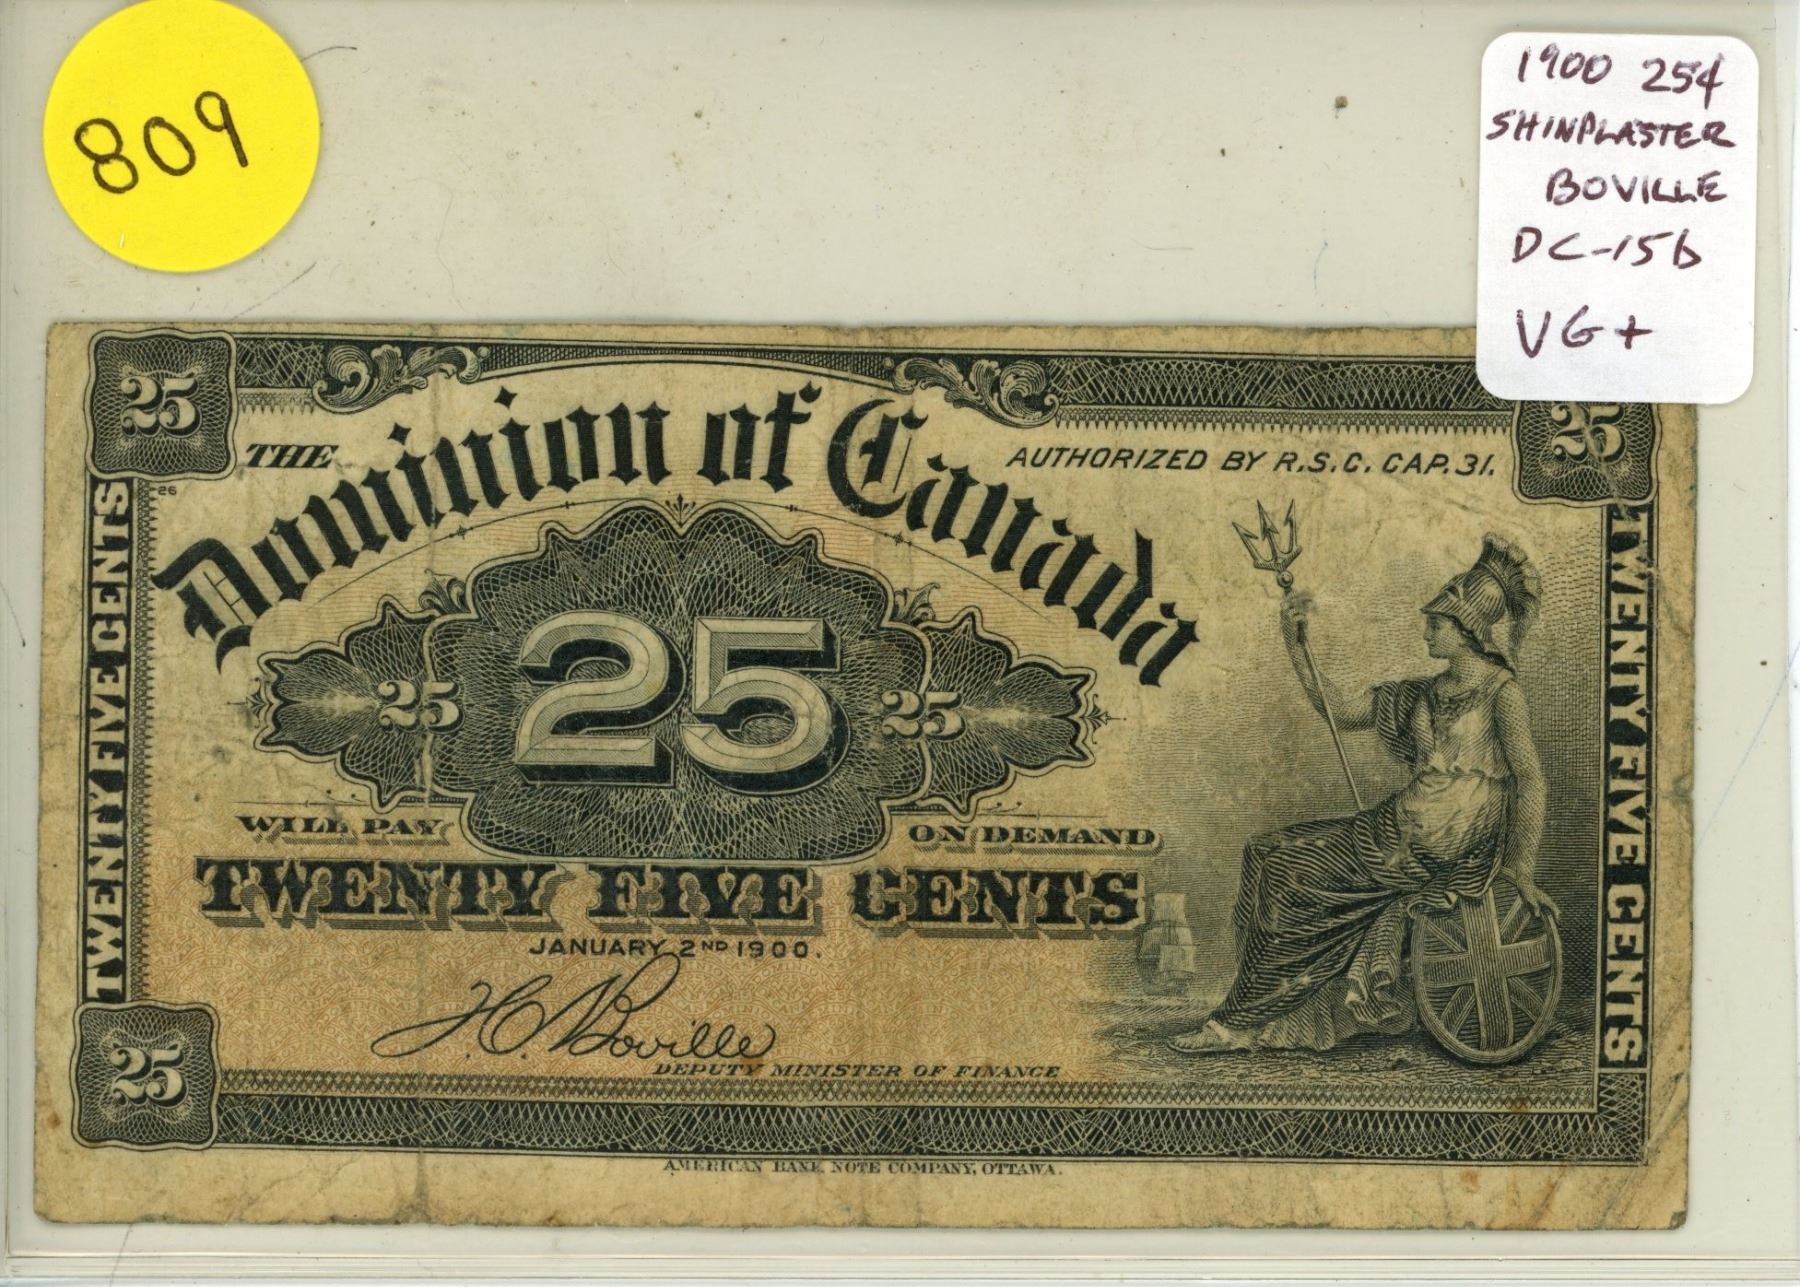 809
1900 25¢
SHINPLASTER
BOVILLE
DC-15b
VG+
25
25
THE Dominion of Canada
AUTHORIZED BY R.S.C. CAP. 31.
26
TWENTY FIVE CENTS
TWENTY FIVE CENTS
25 25 25
WILL PAY ON DEMAND
TWENTY FIVE CENTS
JANUARY 2ND 1900.
H.C. Boville
DEPUTY MINISTER OF FINANCE
25
AMERICAN BANK NOTE COMPANY, OTTAWA.